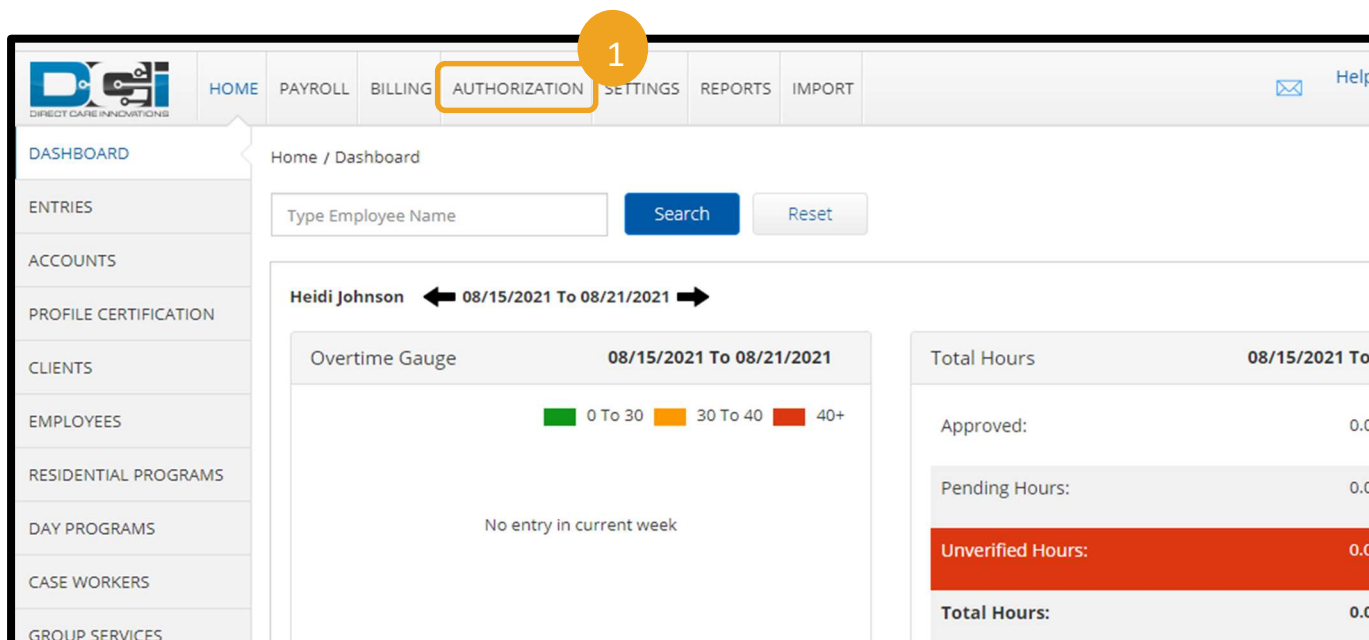 1
DCI
DIRECT CARE INNOVATIONS
HOME PAYROLL BILLING AUTHORIZATION SETTINGS REPORTS IMPORT
Help
DASHBOARD
ENTRIES
ACCOUNTS
PROFILE CERTIFICATION
CLIENTS
EMPLOYEES
RESIDENTIAL PROGRAMS
DAY PROGRAMS
CASE WORKERS
GROUP SERVICES
Home / Dashboard
Type Employee Name Search Reset
Heidi Johnson 08/15/2021 To 08/21/2021
Overtime Gauge 08/15/2021 To 08/21/2021
0 To 30 30 To 40 40+
No entry in current week
Total Hours 08/15/2021 To
Approved: 0.0
Pending Hours: 0.0
Unverified Hours: 0.0
Total Hours: 0.0